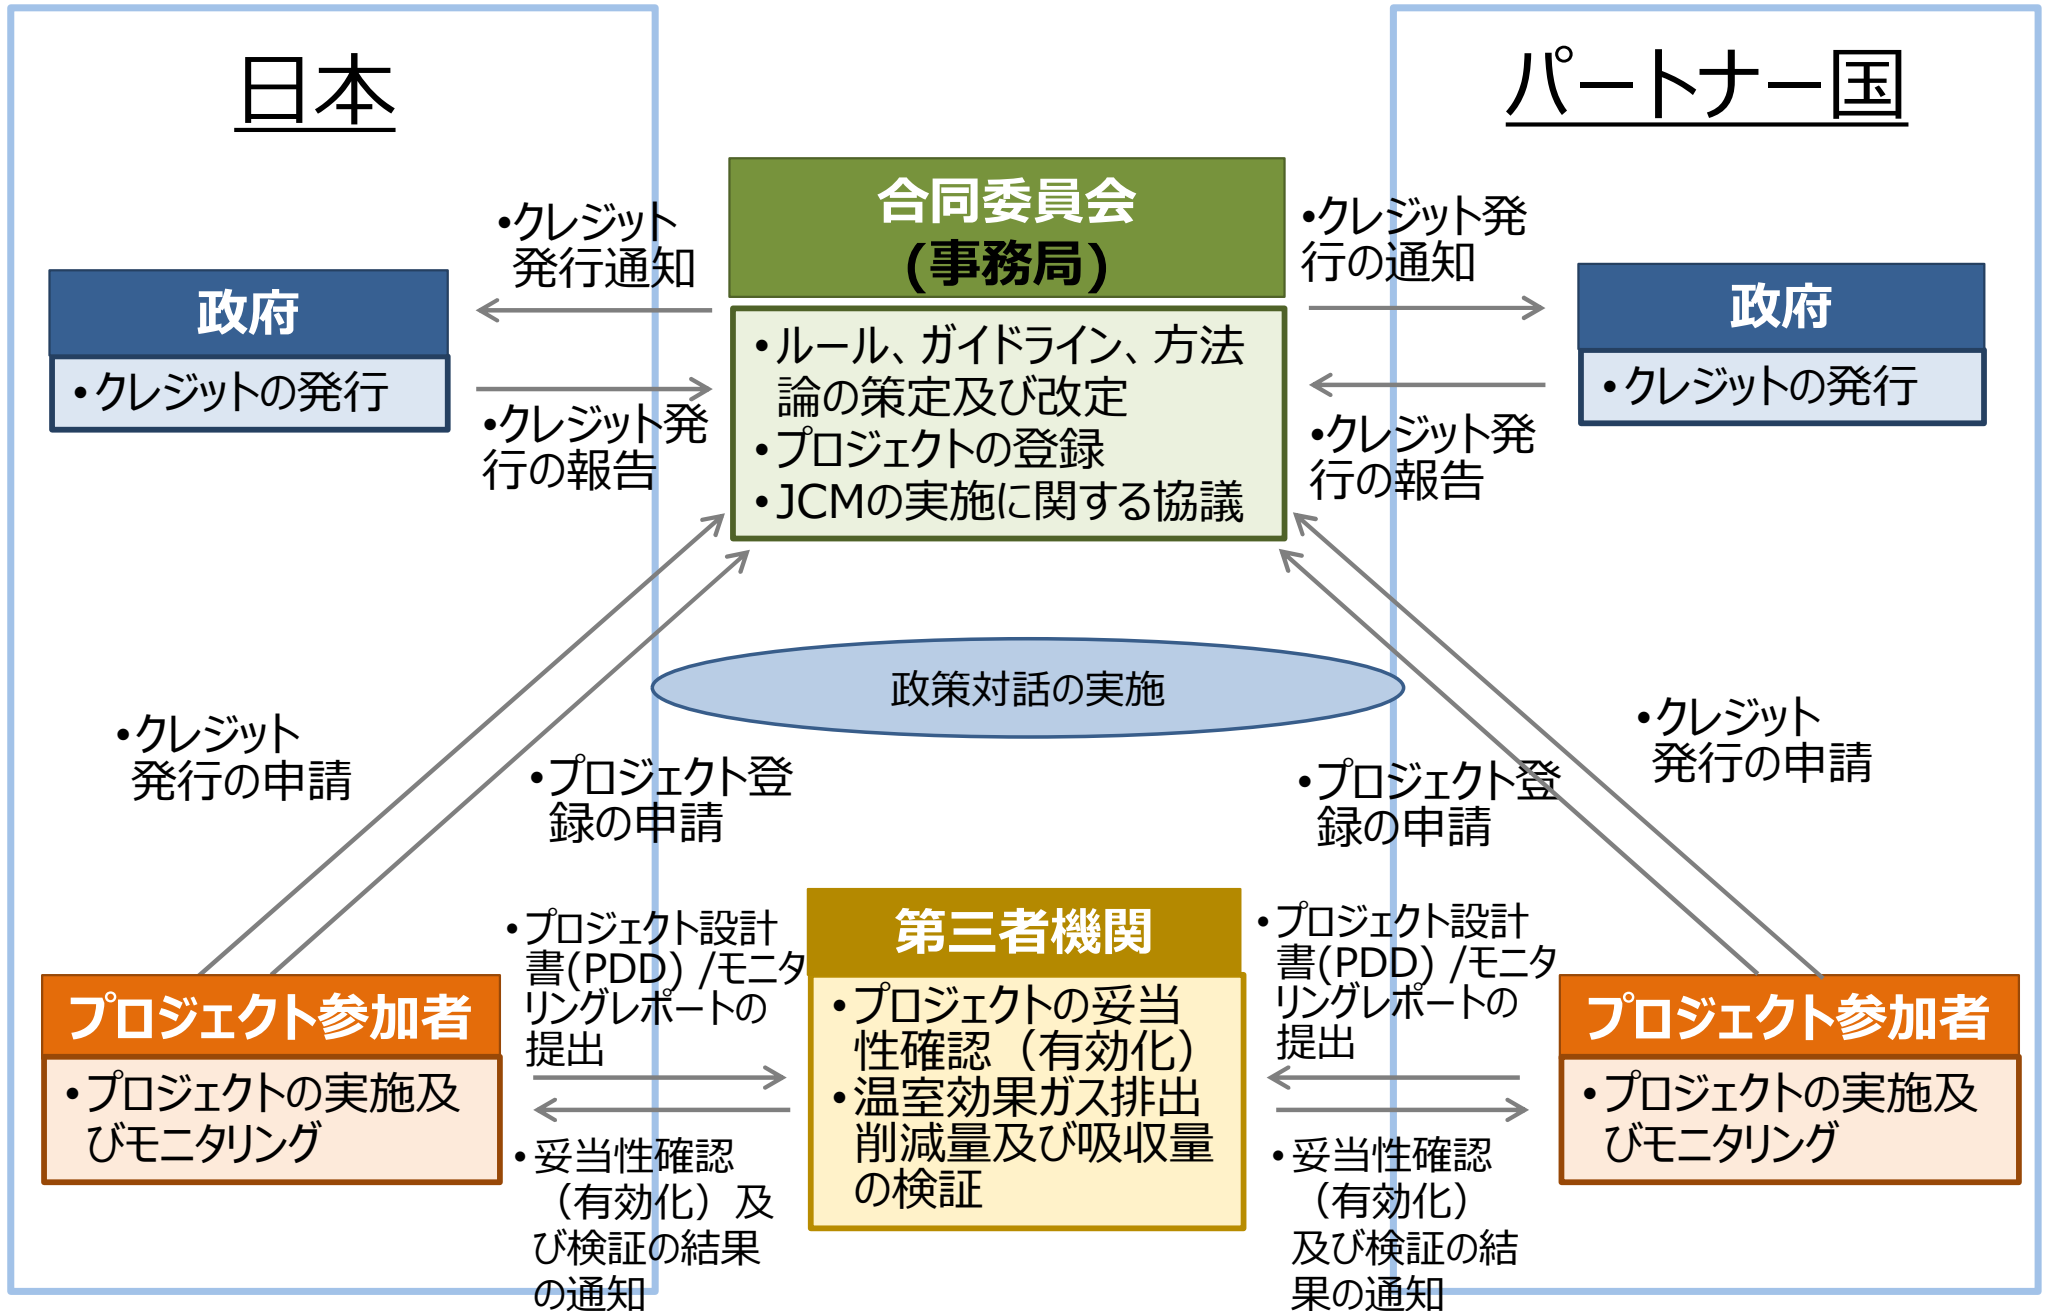 日本
パートナー国
合同委員会
(事務局)
•クレジット
発行通知
•クレジット発
行の通知
政府
•クレジットの発行
政府
•クレジットの発行
•ルール、ガイドライン、方法
論の策定及び改定
•プロジェクトの登録
•JCMの実施に関する協議
•クレジット発
行の報告
•クレジット発
行の報告
政策対話の実施
•クレジット
発行の申請
•プロジェクト登
録の申請
•プロジェクト登
録の申請
•クレジット
発行の申請
プロジェクト参加者
•プロジェクトの実施及
びモニタリング
•プロジェクト設計
書(PDD) /モニタ
リングレポートの
提出
•妥当性確認
（有効化）及
び検証の結果
の通知
第三者機関
•プロジェクトの妥当
性確認（有効化）
•温室効果ガス排出
削減量及び吸収量
の検証
•プロジェクト設計
書(PDD) /モニタ
リングレポートの
提出
•妥当性確認
（有効化）
及び検証の結
果の通知
プロジェクト参加者
•プロジェクトの実施及
びモニタリング